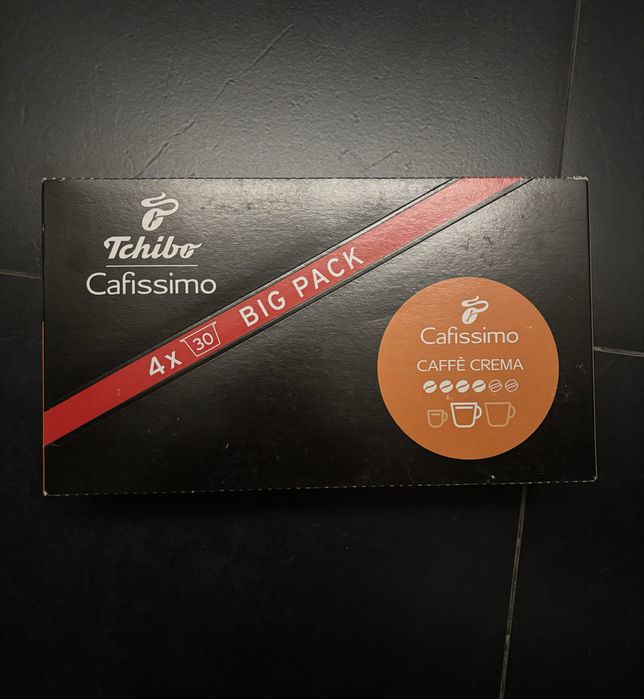 Tchibo
Cafissimo
4x 30 BIG PACK
Cafissimo
CAFFÈ CREMA